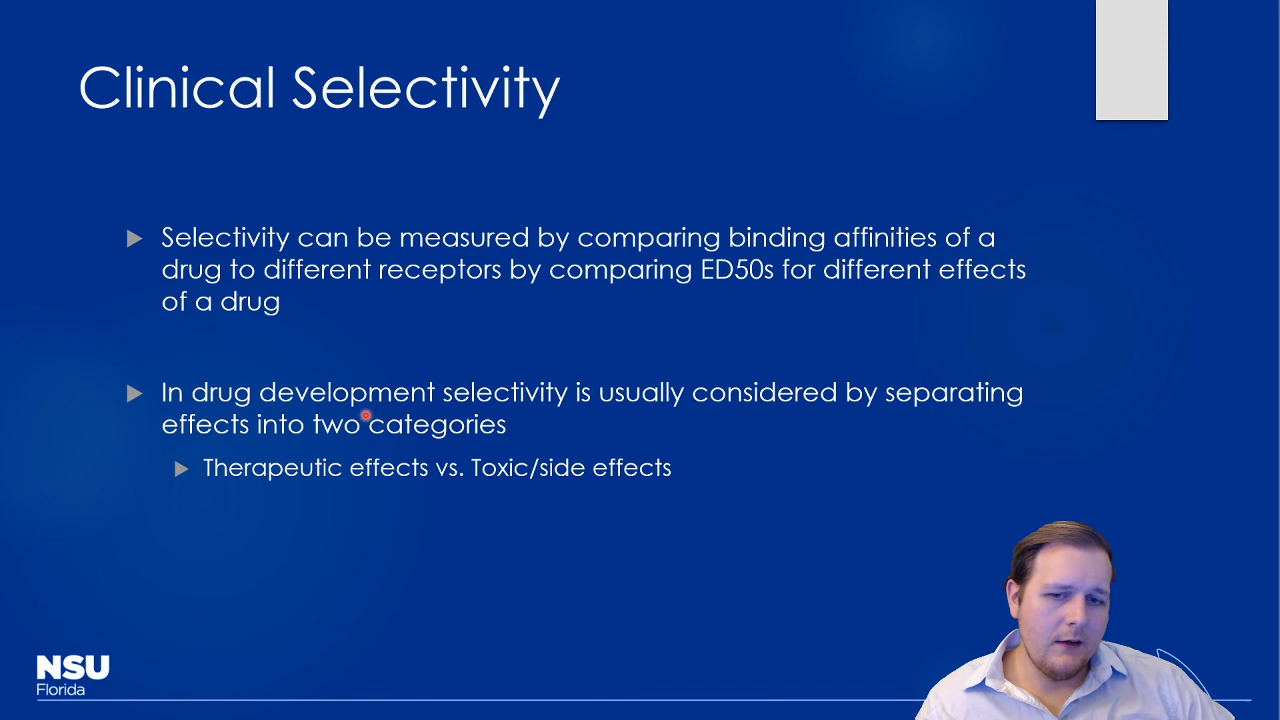 Clinical Selectivity
Selectivity can be measured by comparing binding affinities of a
drug to different receptors by comparing ED50s for different effects
of a drug
In drug development selectivity is usually considered by separating
effects into two categories
Therapeutic effects vs. Toxic/side effects
NSU
Florida